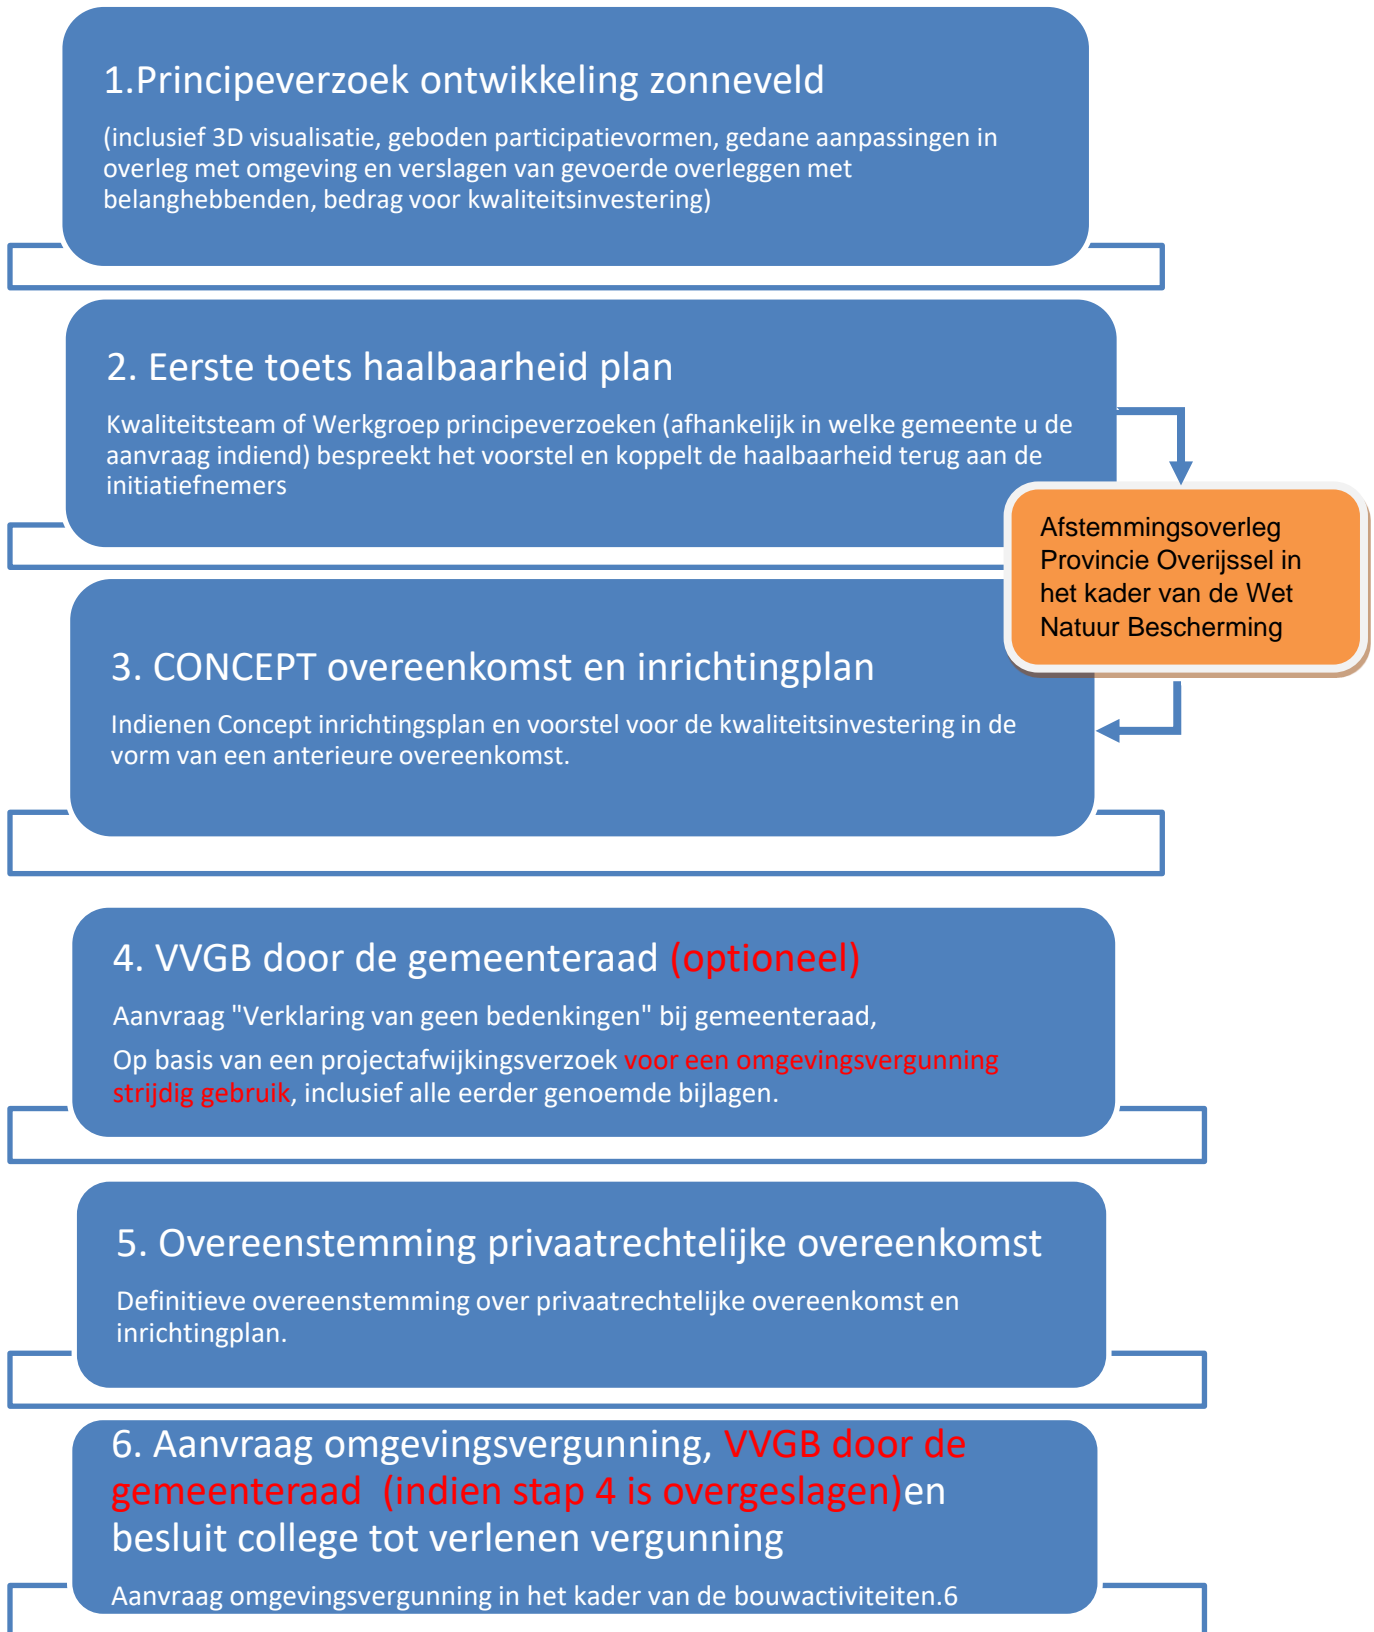 1.Principeverzoek ontwikkeling zonneveld
(inclusief 3D visualisatie, geboden participatievormen, gedane aanpassingen in
overleg met omgeving en verslagen van gevoerde overleggen met
belanghebbenden, bedrag voor kwaliteitsinvestering)
2. Eerste toets haalbaarheid plan
Kwaliteitsteam of Werkgroep principeverzoeken (afhankelijk in welke gemeente u de
aanvraag indiend) bespreekt het voorstel en koppelt de haalbaarheid terug aan de
initiatiefnemers
Afstemmingsoverleg
Provincie Overijssel in
het kader van de Wet
Natuur Bescherming
3. CONCEPT overeenkomst en inrichtingplan
Indienen Concept inrichtingsplan en voorstel voor de kwaliteitsinvestering in de
vorm van een anterieure overeenkomst.
4. VVGB door de gemeenteraad (optioneel)
Aanvraag "Verklaring van geen bedenkingen" bij gemeenteraad,
Op basis van een projectafwijkingsverzoek voor een omgevingsvergunning
strijdig gebruik, inclusief alle eerder genoemde bijlagen.
5. Overeenstemming privaatrechtelijke overeenkomst
Definitieve overeenstemming over privaatrechtelijke overeenkomst en
inrichtingplan.
6. Aanvraag omgevingsvergunning, VVGB door de
gemeenteraad  (indien stap 4 is overgeslagen)en
besluit college tot verlenen vergunning
Aanvraag omgevingsvergunning in het kader van de bouwactiviteiten.6